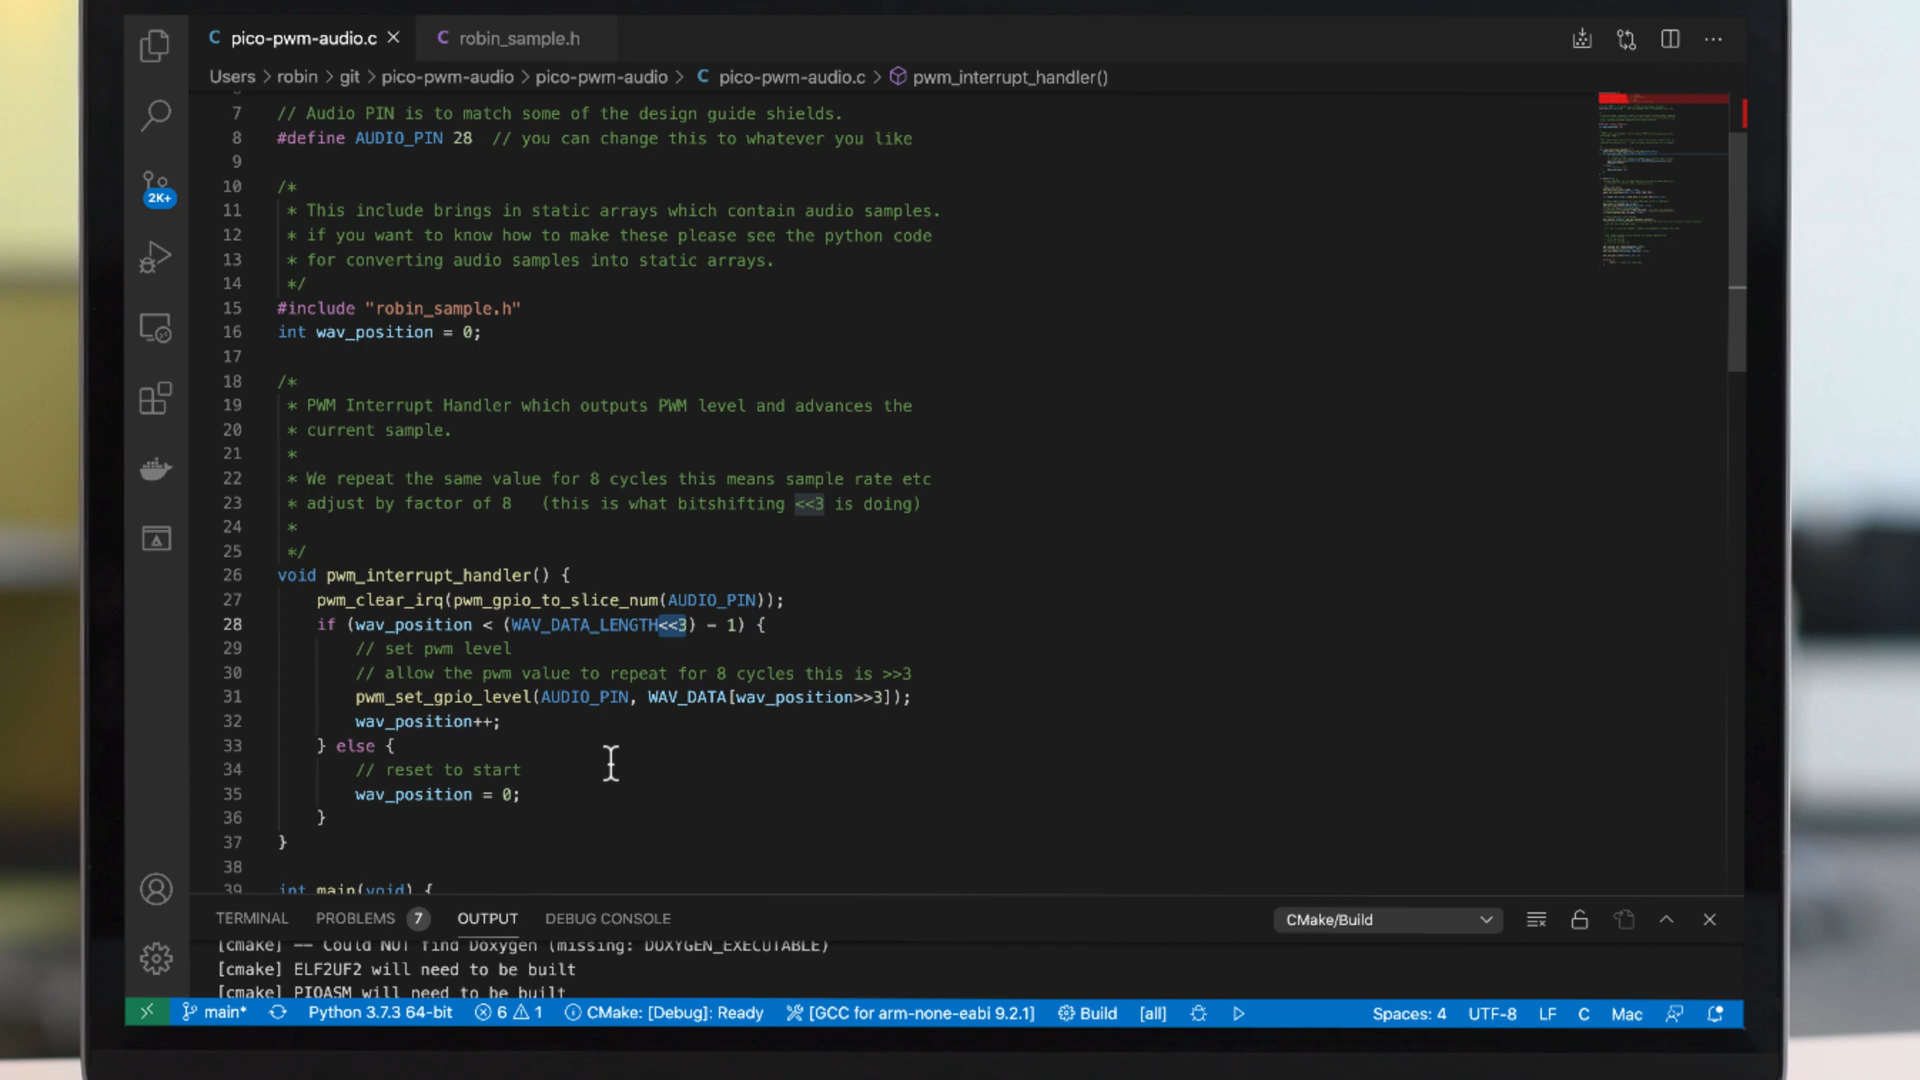 C pico-pwm-audio.c
C robin_sample.h
Users > robin > git > pico-pwm-audio > pico-pwm-audio > C pico-pwm-audio.c > pwm_interrupt_handler()
7 // Audio PIN is to match some of the design guide shields.
8 #define AUDIO_PIN 28 // you can change this to whatever you like
9
10 /*
11 * This include brings in static arrays which contain audio samples.
12 * if you want to know how to make these please see the python code
13 * for converting audio samples into static arrays.
14 */
15 #include "robin_sample.h"
16 int wav_position = 0;
17
18 /*
19 * PWM Interrupt Handler which outputs PWM level and advances the
20 * current sample.
21 *
22 * We repeat the same value for 8 cycles this means sample rate etc
23 * adjust by factor of 8 (this is what bitshifting <<3 is doing)
24 *
25 */
26 void pwm_interrupt_handler() {
27 pwm_clear_irq(pwm_gpio_to_slice_num(AUDIO_PIN));
28 if (wav_position < (WAV_DATA_LENGTH<<3) - 1) {
29 // set pwm level
30 // allow the pwm value to repeat for 8 cycles this is >>3
31 pwm_set_gpio_level(AUDIO_PIN, WAV_DATA[wav_position>>3]);
32 wav_position++;
33 } else {
34 // reset to start
35 wav_position = 0;
36 }
37 }
38
39 int main(void) {
2K+
TERMINAL PROBLEMS 7 OUTPUT DEBUG CONSOLE CMake/Build
[cmake] -- Could NOT find Doxygen (missing: DOXYGEN_EXECUTABLE)
[cmake] ELF2UF2 will need to be built
[cmake] PIOASM will need to be built
main* Python 3.7.3 64-bit 6 1 CMake: [Debug]: Ready [GCC for arm-none-eabi 9.2.1] Build [all] Spaces: 4 UTF-8 LF C Mac